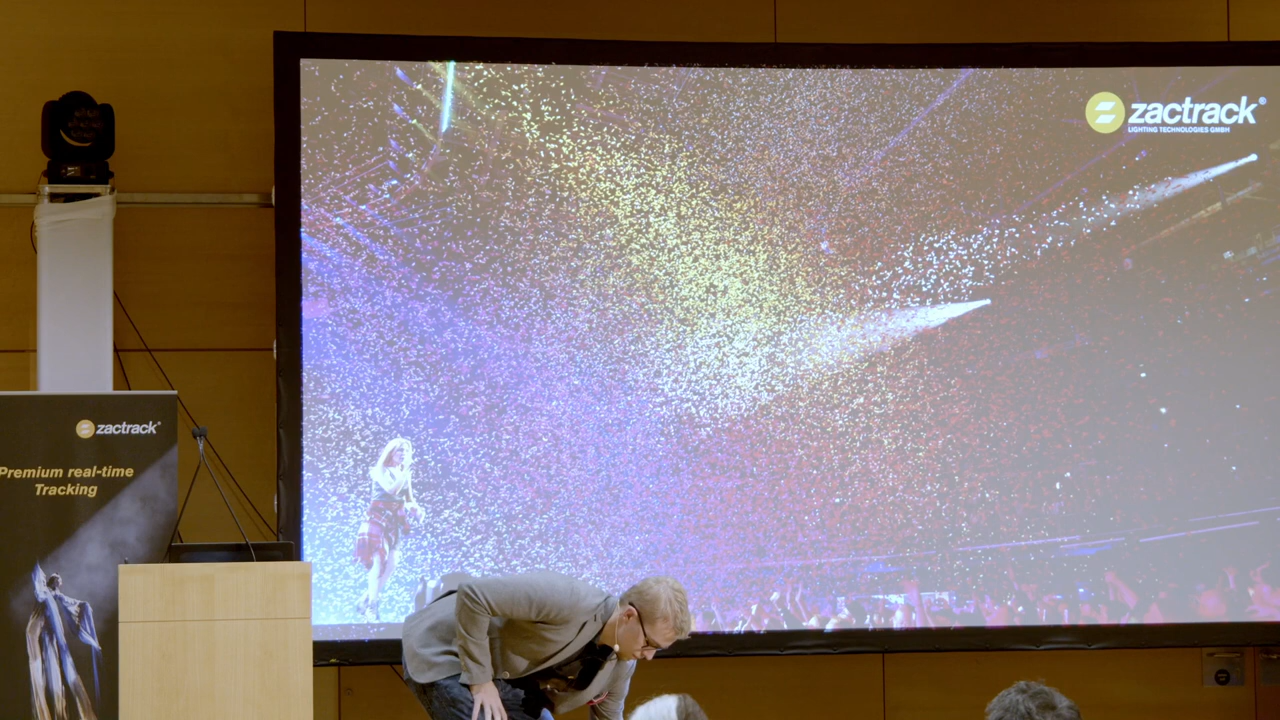 zactrack®
LIGHTING TECHNOLOGIES GMBH
zactrack®
Premium real-time
Tracking